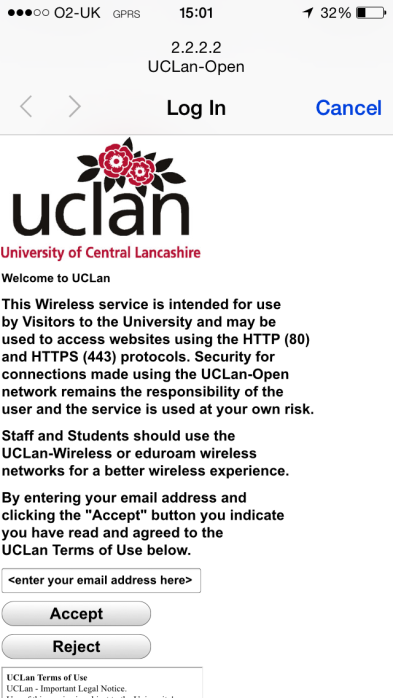 O2-UK GPRS 15:01 32%
2.2.2.2
UCLan-Open
Log In Cancel
uclan
University of Central Lancashire
Welcome to UCLan
This Wireless service is intended for use
by Visitors to the University and may be
used to access websites using the HTTP (80)
and HTTPS (443) protocols. Security for
connections made using the UCLan-Open
network remains the responsibility of the
user and the service is used at your own risk.
Staff and Students should use the
UCLan-Wireless or eduroam wireless
networks for a better wireless experience.
By entering your email address and
clicking the "Accept" button you indicate
you have read and agreed to the
UCLan Terms of Use below.
<enter your email address here>
Accept
Reject
UCLan Terms of Use
UCLan - Important Legal Notice.